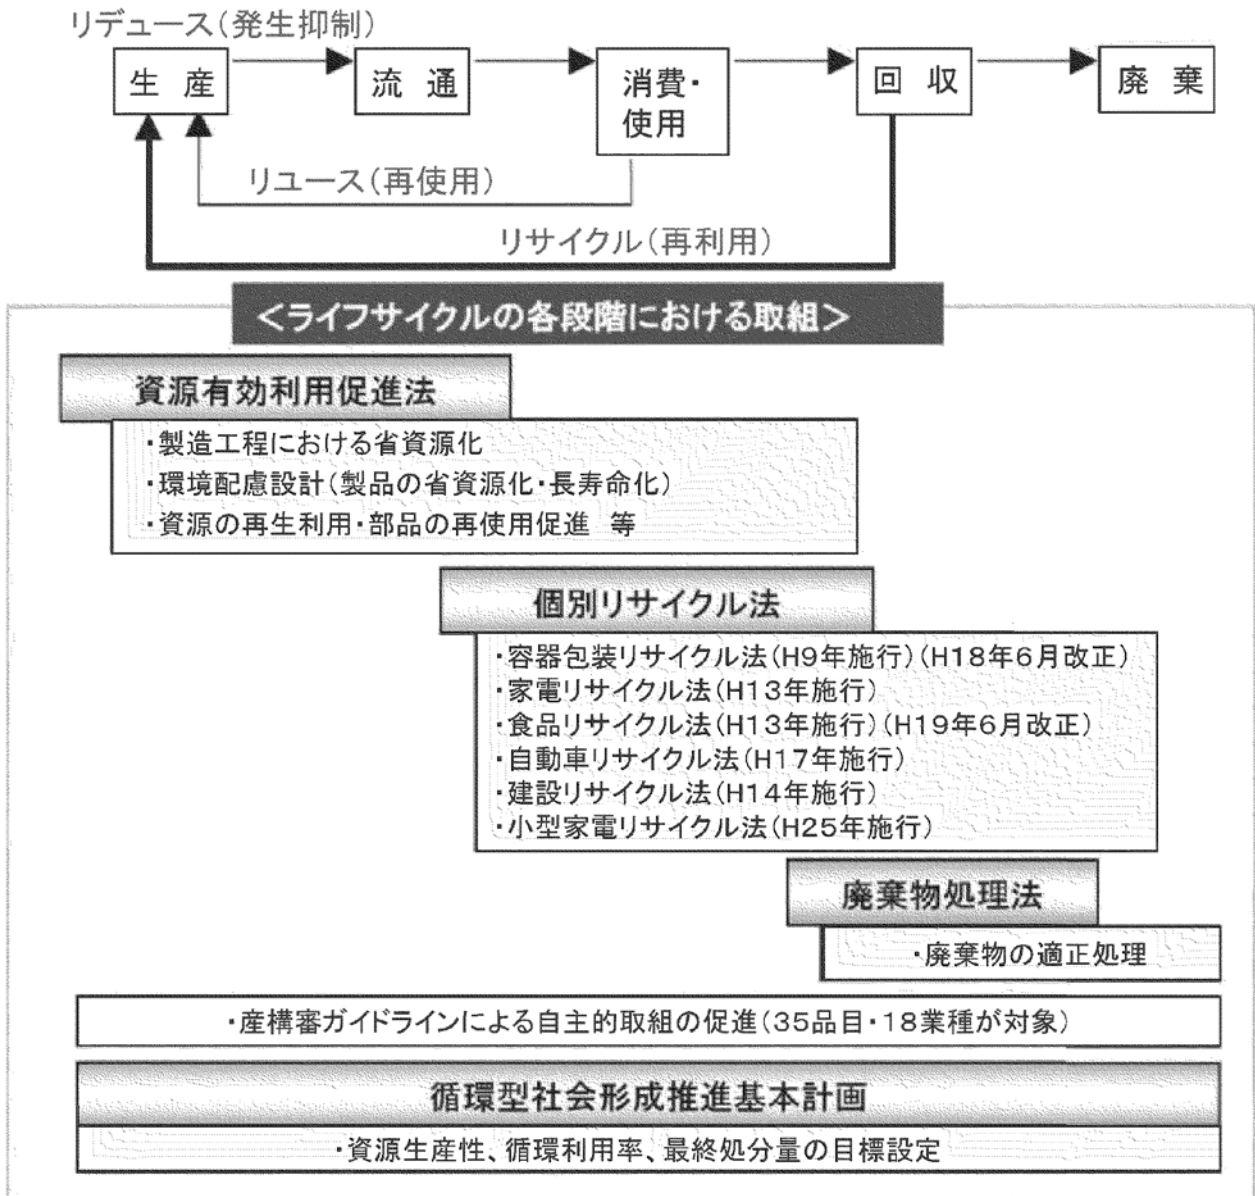 リデュース(発生抑制)
生 産
流 通
消費・
使用
回 収
廃 棄
リユース(再使用)
リサイクル(再利用)
＜ライフサイクルの各段階における取組＞
資源有効利用促進法
・製造工程における省資源化
・環境配慮設計(製品の省資源化・長寿命化)
・資源の再生利用・部品の再使用促進 等
個別リサイクル法
・容器包装リサイクル法(H9年施行)(H18年6月改正)
・家電リサイクル法(H13年施行)
・食品リサイクル法(H13年施行)(H19年6月改正)
・自動車リサイクル法(H17年施行)
・建設リサイクル法(H14年施行)
・小型家電リサイクル法(H25年施行)
廃棄物処理法
・廃棄物の適正処理
・産構審ガイドラインによる自主的取組の促進(35品目・18業種が対象)
循環型社会形成推進基本計画
・資源生産性、循環利用率、最終処分量の目標設定